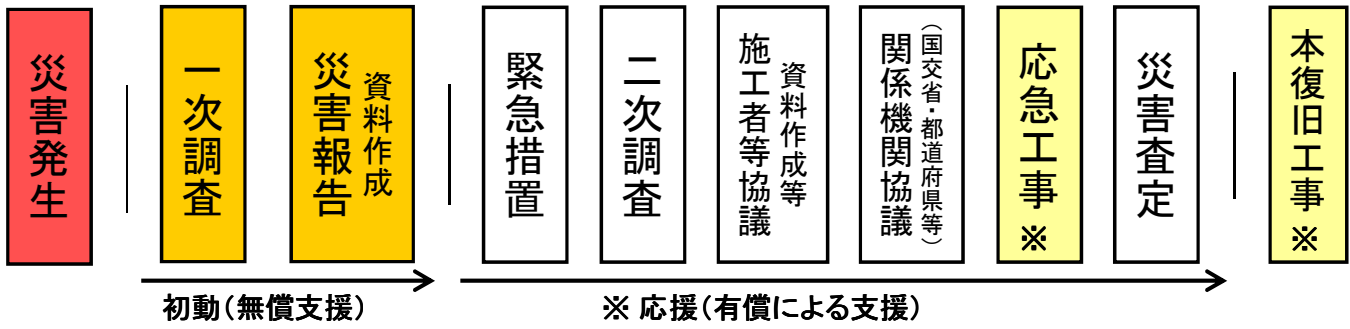 災害発生
一次調査
災害報告
資料作成
緊急措置
二次調査
施工者等協議
資料作成等
関係機関協議
（国交省・都道府県等）
応急工事※
災害査定
本復旧工事※
初動（無償支援）
※ 応援（有償による支援）